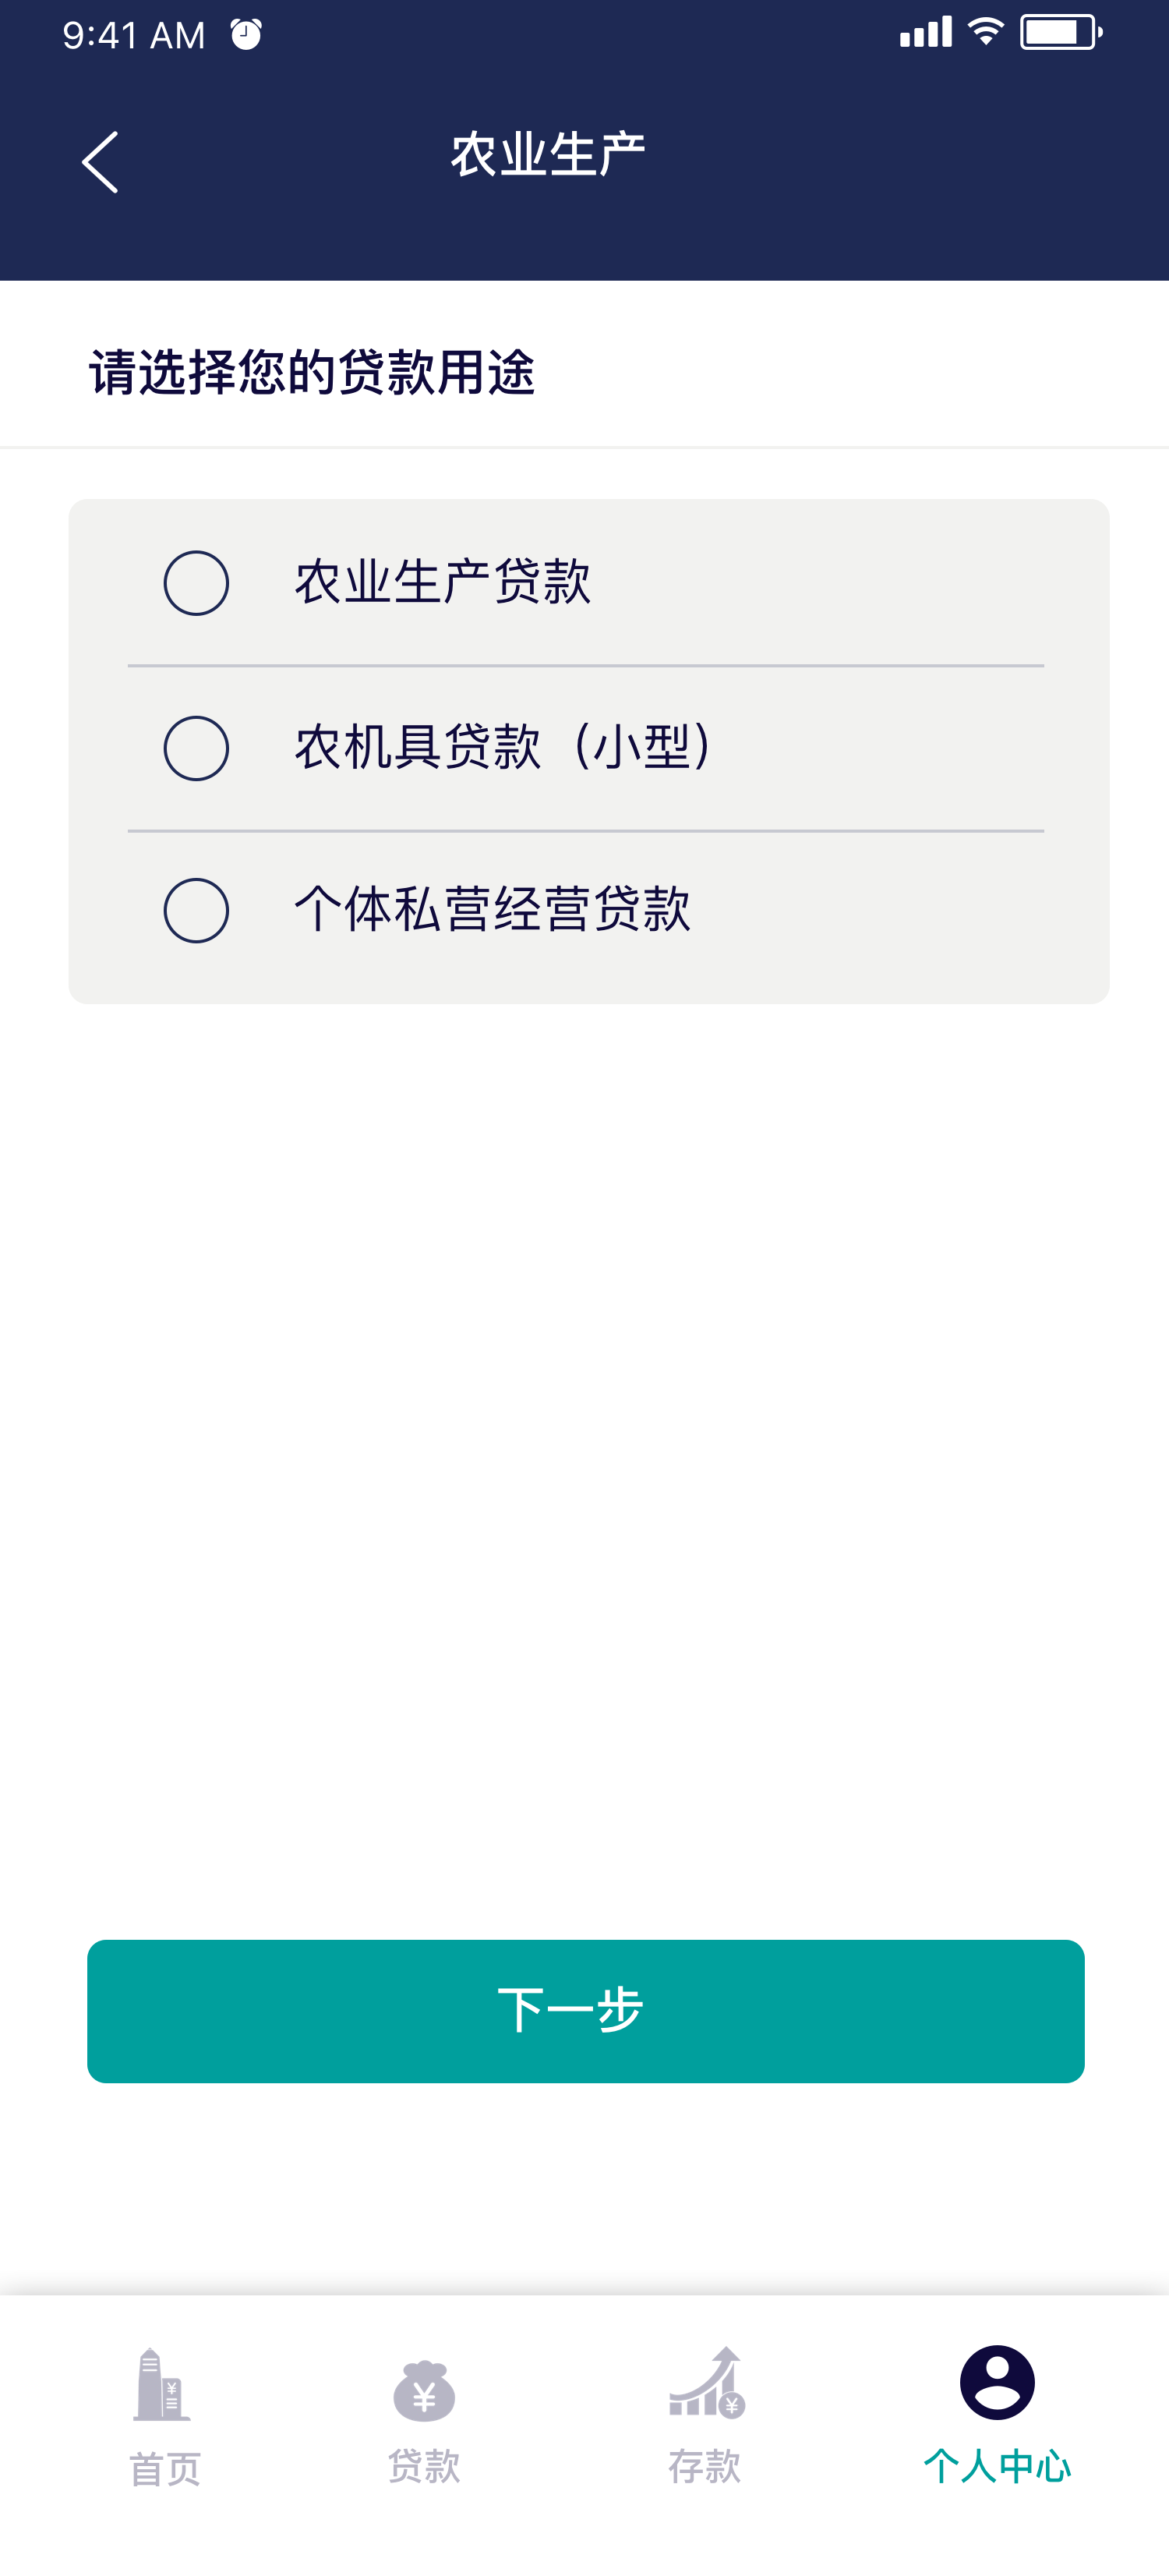 9:41 AM
农业生产
请选择您的贷款用途
农业生产贷款
农机具贷款（小型）
个体私营经营贷款
下一步
首页
贷款
存款
个人中心